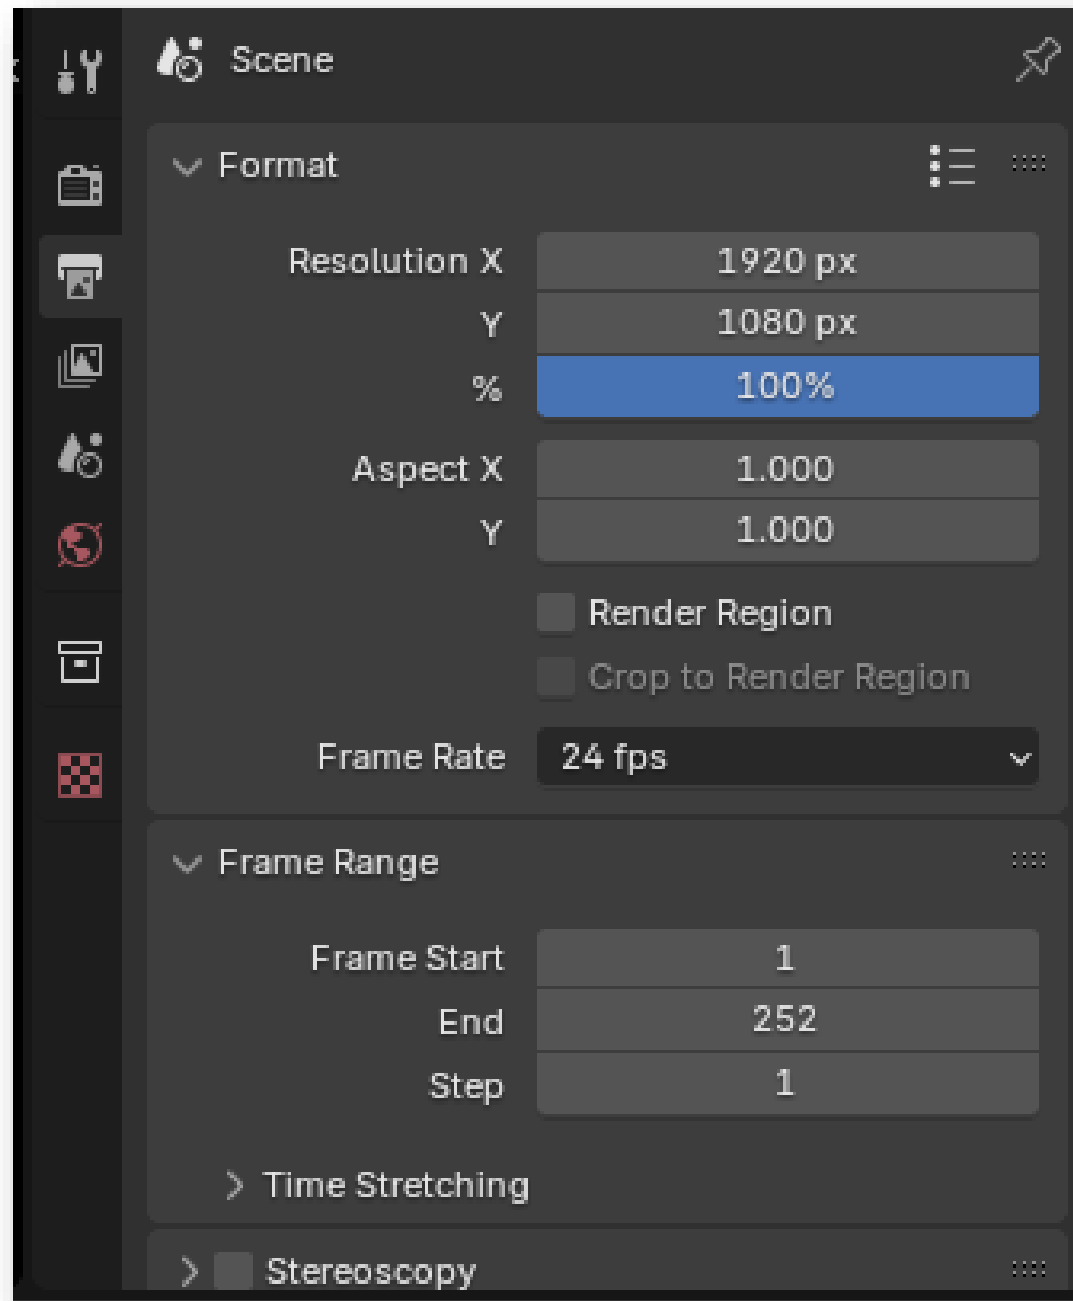 Scene
Format
Resolution X 1920 px
Y 1080 px
% 100%
Aspect X 1.000
Y 1.000
Render Region
Crop to Render Region
Frame Rate 24 fps
Frame Range
Frame Start 1
End 252
Step 1
Time Stretching
Stereoscopy